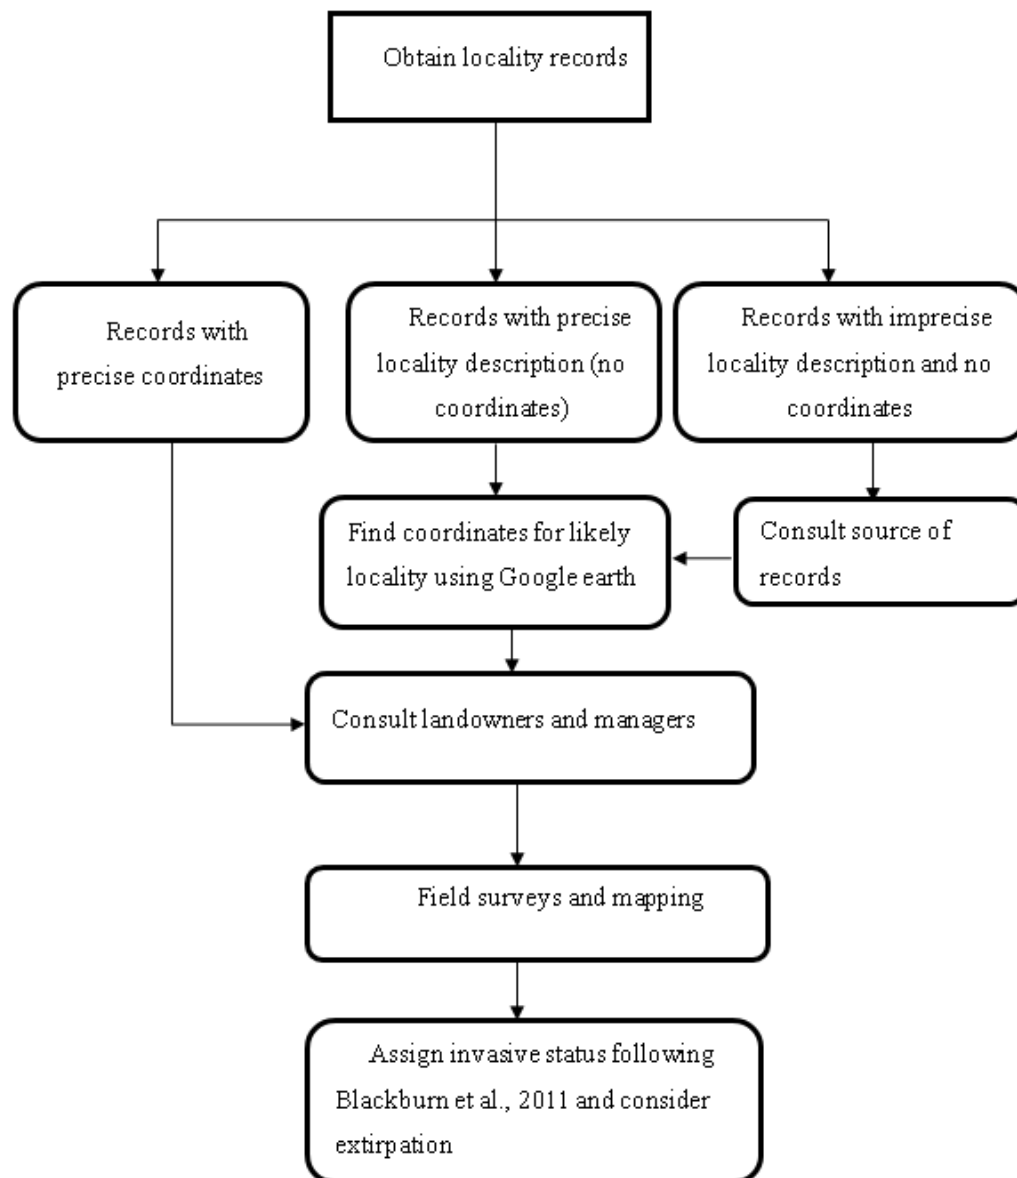 Obtain locality records
Records with
precise coordinates
Records with precise
locality description (no
coordinates)
Records with imprecise
locality description and no
coordinates
Find coordinates for likely
locality using Google earth
Consult source of
records
Consult landowners and managers
Field surveys and mapping
Assign invasive status following
Blackburn et al., 2011 and consider
extirpation